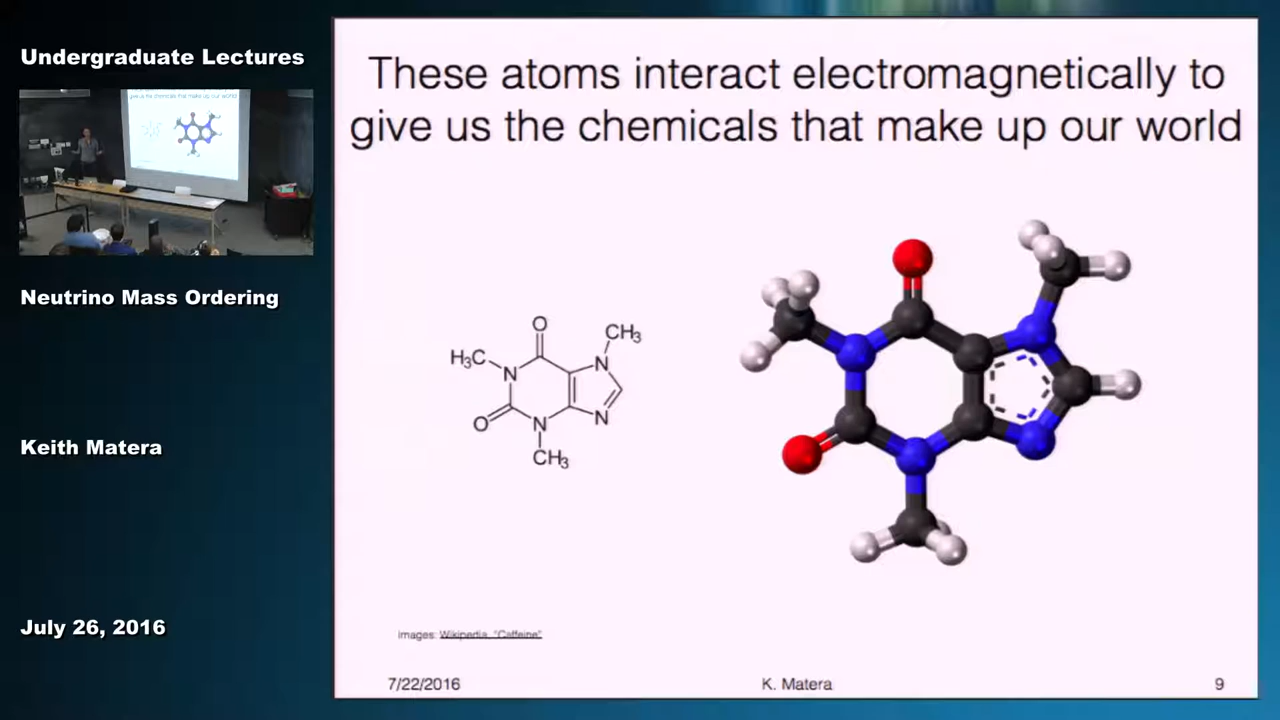 Undergraduate Lectures
Neutrino Mass Ordering
Keith Matera
July 26, 2016
These atoms interact electromagnetically to
give us the chemicals that make up our world
O
CH3
H3C
N
N
O
N
N
CH3
Images: Wikipedia, "Caffeine"
7/22/2016
K. Matera
9